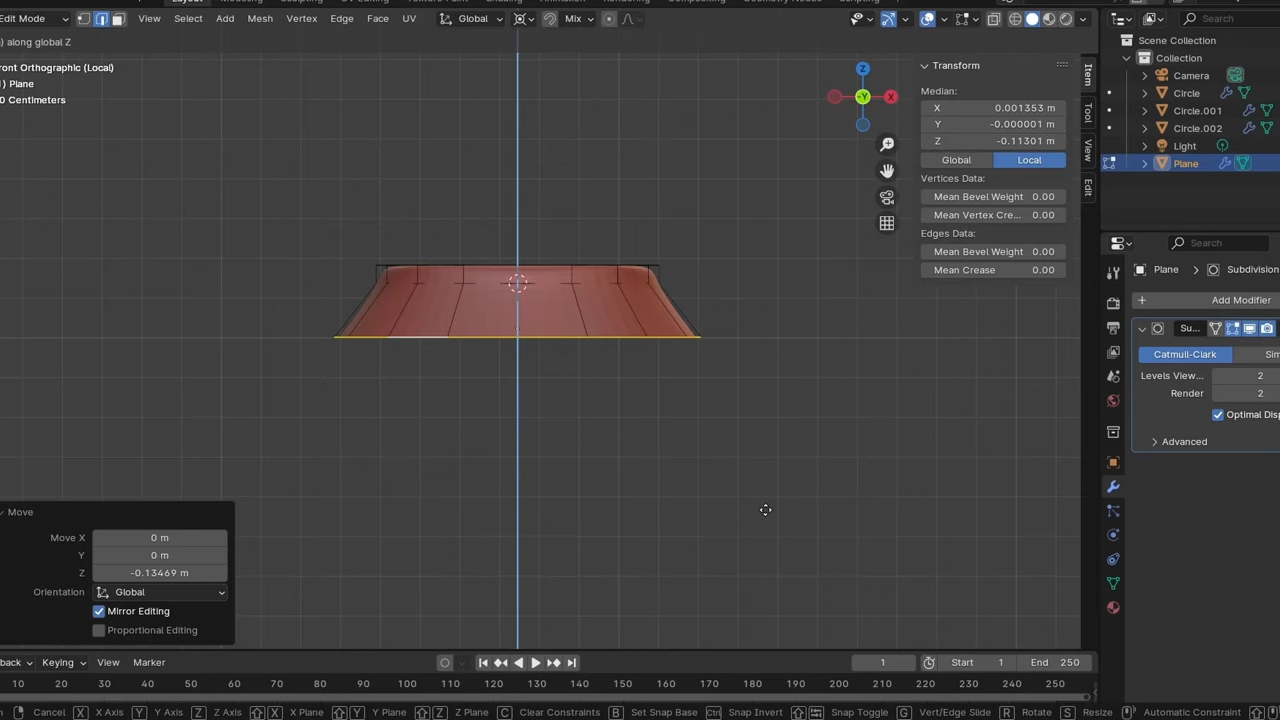 Edit Mode View Select Add Mesh Vertex Edge Face UV Global Mix
Search
) along global Z
ront Orthographic (Local)
) Plane
0 Centimeters
Z
-Y
X
Transform
Median:
X 0.001353 m
Y -0.000001 m
Z -0.11301 m
Global Local
Vertices Data:
Mean Bevel Weight 0.00
Mean Vertex Cre... 0.00
Edges Data:
Mean Bevel Weight 0.00
Mean Crease 0.00
Item
Tool
View
Edit
Scene Collection
Collection
Camera
Circle
Circle.001
Circle.002
Light
Plane
Search
Plane Subdivision
Add Modifier
Su...
Catmull-Clark Sim
Levels View... 2
Render 2
Optimal Disp
Advanced
Move
Move X 0 m
Y 0 m
Z -0.13469 m
Orientation Global
Mirror Editing
Proportional Editing
back Keying View Marker
1 Start 1 End 250
10 20 30 40 50 60 70 80 90 100 110 120 130 140 150 160 170 180 190 200 210 220 230 240 250
Cancel X X Axis Y Y Axis Z Z Axis X X Plane Y Y Plane Z Z Plane C Clear Constraints B Set Snap Base Ctrl Snap Invert Snap Toggle G Vert/Edge Slide R Rotate S Resize Automatic Constraint